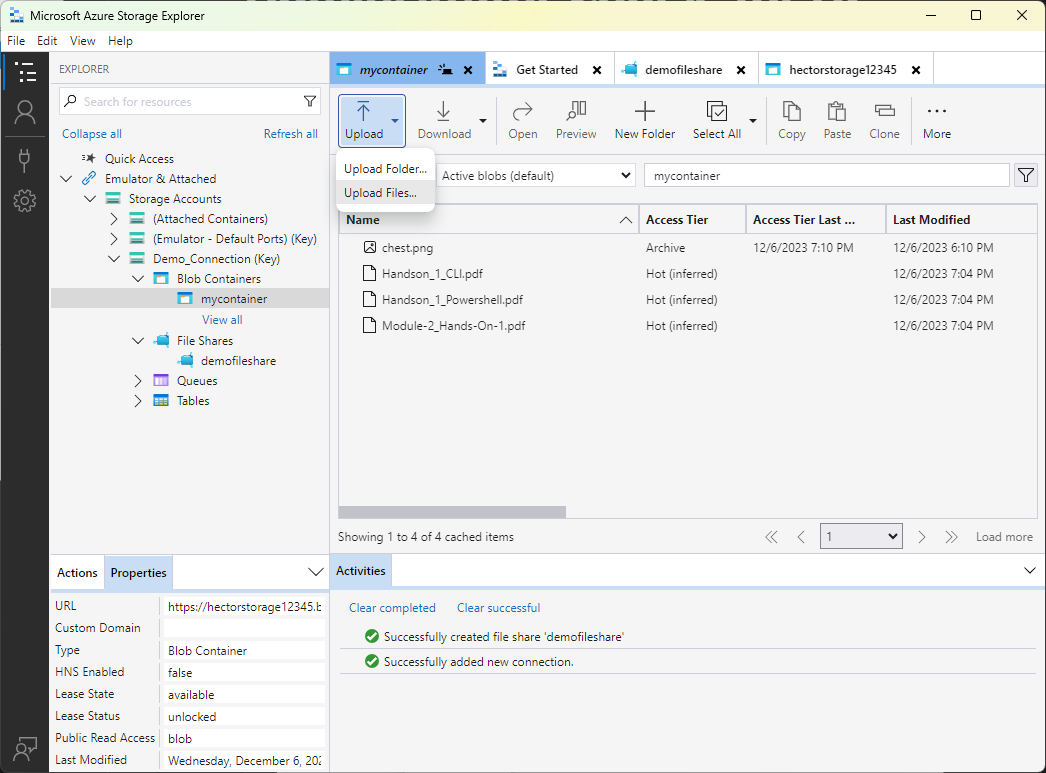 Microsoft Azure Storage Explorer
File Edit View Help
EXPLORER
Search for resources
Collapse all Refresh all
Quick Access
Emulator & Attached
Storage Accounts
(Attached Containers)
(Emulator - Default Ports) (Key)
Demo_Connection (Key)
Blob Containers
mycontainer
View all
File Shares
demofileshare
Queues
Tables
mycontainer Get Started demofileshare hectorstorage12345
Upload Download Open Preview New Folder Select All Copy Paste Clone More
Upload Folder...
Upload Files...
Active blobs (default) mycontainer
Name Access Tier Access Tier Last ... Last Modified
chest.png Archive 12/6/2023 7:10 PM 12/6/2023 6:10 PM
Handson_1_CLI.pdf Hot (inferred) 12/6/2023 7:04 PM
Handson_1_Powershell.pdf Hot (inferred) 12/6/2023 7:04 PM
Module-2_Hands-On-1.pdf Hot (inferred) 12/6/2023 7:04 PM
Showing 1 to 4 of 4 cached items 1 Load more
Actions Properties
URL https://hectorstorage12345.b
Custom Domain
Type Blob Container
HNS Enabled false
Lease State available
Lease Status unlocked
Public Read Access blob
Last Modified Wednesday, December 6, 202
Activities
Clear completed Clear successful
Successfully created file share 'demofileshare'
Successfully added new connection.